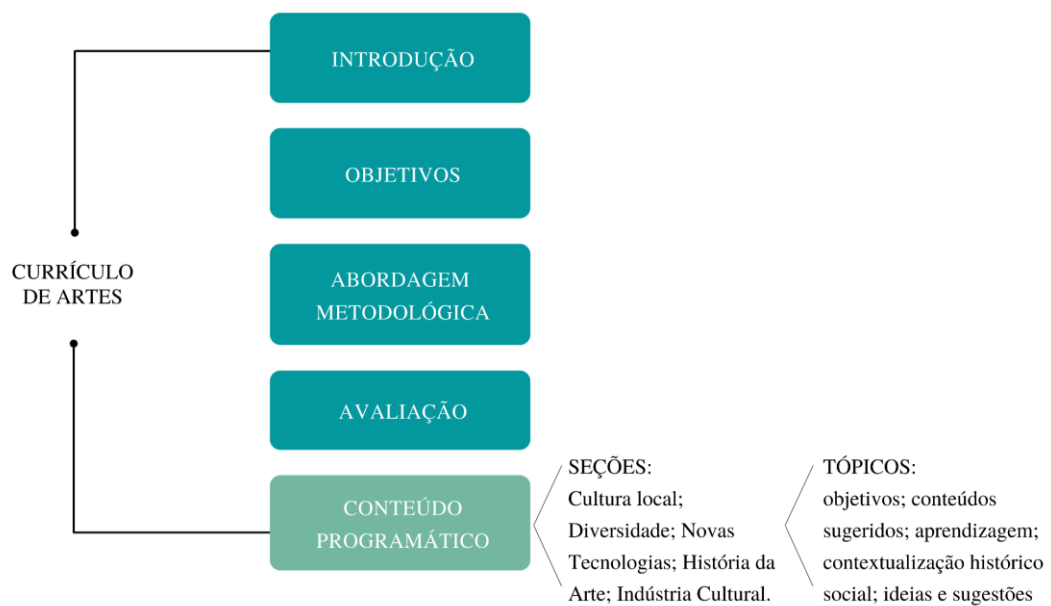 INTRODUÇÃO
OBJETIVOS
CURRÍCULO
DE ARTES
ABORDAGEM
METODOLÓGICA
AVALIAÇÃO
CONTEÚDO
PROGRAMÁTICO
SEÇÕES:
Cultura local;
Diversidade; Novas
Tecnologias; História da
Arte; Indústria Cultural.
TÓPICOS:
objetivos; conteúdos
sugeridos; aprendizagem;
contextualização histórico
social; ideias e sugestões